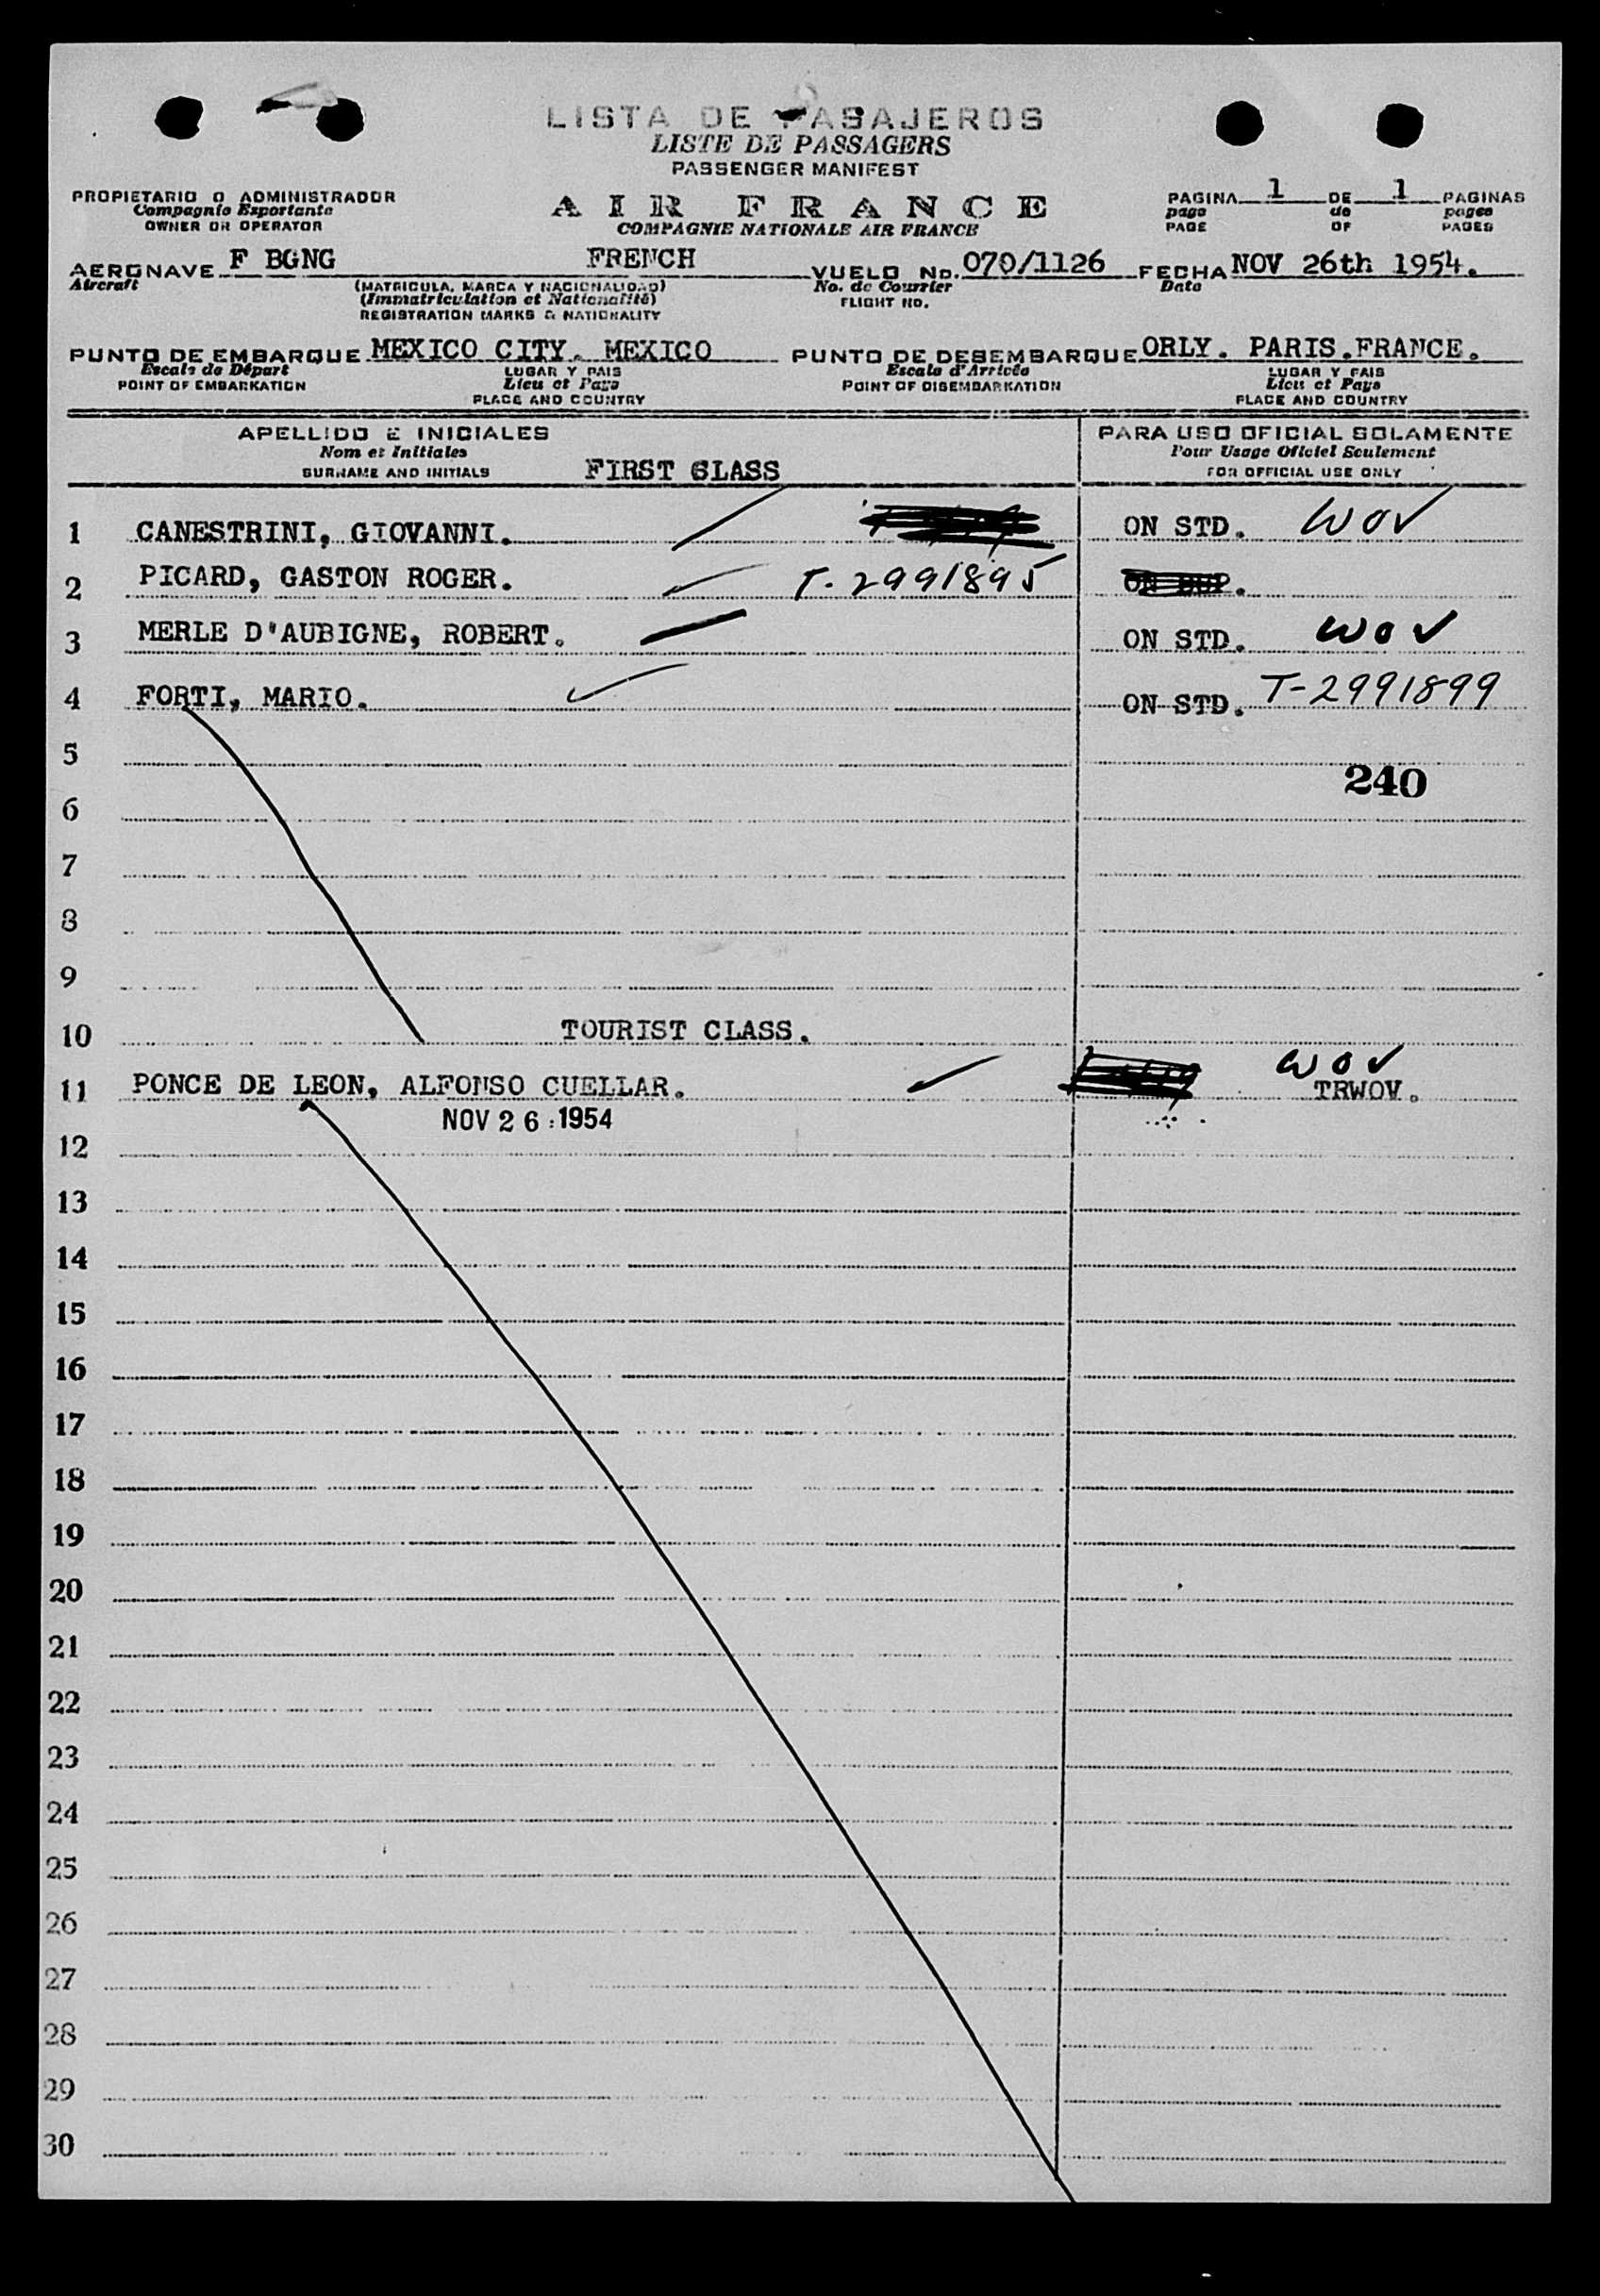 LISTA DE PASAJEROS
LISTE DE PASSAGERS
PASSENGER MANIFEST
PROPIETARIO O ADMINISTRADOR
Compagnie Exportante
OWNER OR OPERATOR
AIR FRANCE
COMPAGNIE NATIONALE AIR FRANCE
PAGINA 1 DE 1 PAGINAS
page de pages
PAGE OF PAGES
AERONAVE F BGNG FRENCH VUELO No. 070/1126 FECHA NOV 26th 1954.
Aircraft (MATRICULA, MARCA Y NACIONALIDAD) No. de Courrier Date
(Immatriculation et Nationalité) FLIGHT NO.
REGISTRATION MARKS & NATIONALITY
PUNTO DE EMBARQUE MEXICO CITY. MEXICO PUNTO DE DESEMBARQUE ORLY. PARIS.FRANCE.
Escale de Départ LUGAR Y PAIS Escale d'Arrivée LUGAR Y PAIS
POINT OF EMBARKATION Lieu et Pays POINT OF DISEMBARKATION Lieu et Pays
PLACE AND COUNTRY PLACE AND COUNTRY
APELLIDO E INICIALES PARA USO OFICIAL SOLAMENTE
Nom et Initiales Pour Usage Officiel Seulement
SURNAME AND INITIALS FIRST GLASS FOR OFFICIAL USE ONLY
1 CANESTRINI, GIOVANNI. ON STD. WOV
2 PICARD, GASTON ROGER. T-2991895
3 MERLE D'AUBIGNE, ROBERT. ON STD. WOV
4 FORTI, MARIO. ON STD. T-2991899
5
240
6
7
8
9
10 TOURIST CLASS.
WOV
11 PONCE DE LEON, ALFONSO CUELLAR. TRWOV.
NOV 26 1954
12
13
14
15
16
17
18
19
20
21
22
23
24
25
26
27
28
29
30